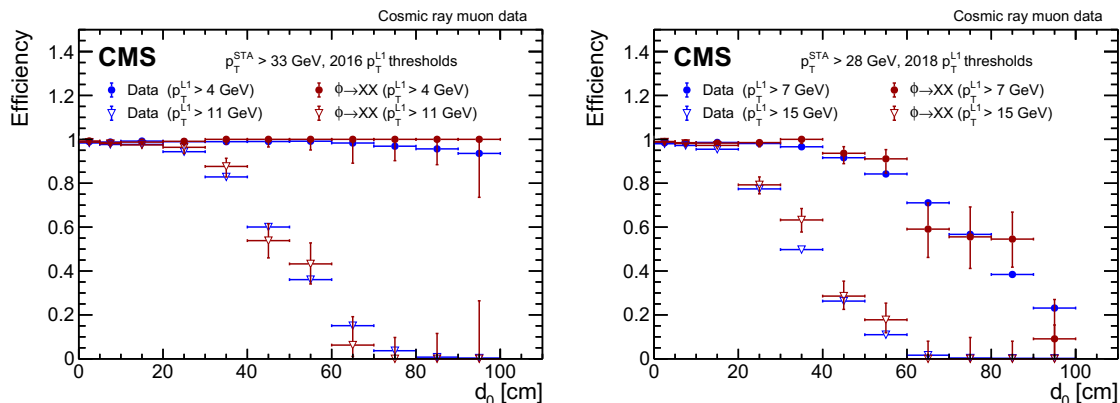 Cosmic ray muon data
CMS
p_T^STA > 33 GeV, 2016 p_T^L1 thresholds
Data (p_T^L1 > 4 GeV)
ϕ→XX (p_T^L1 > 4 GeV)
Data (p_T^L1 > 11 GeV)
ϕ→XX (p_T^L1 > 11 GeV)
Efficiency
1.4
1.2
1
0.8
0.6
0.4
0.2
0
0 20 40 60 80 100
d_0 [cm]
Cosmic ray muon data
CMS
p_T^STA > 28 GeV, 2018 p_T^L1 thresholds
Data (p_T^L1 > 7 GeV)
ϕ→XX (p_T^L1 > 7 GeV)
Data (p_T^L1 > 15 GeV)
ϕ→XX (p_T^L1 > 15 GeV)
Efficiency
1.4
1.2
1
0.8
0.6
0.4
0.2
0
0 20 40 60 80 100
d_0 [cm]